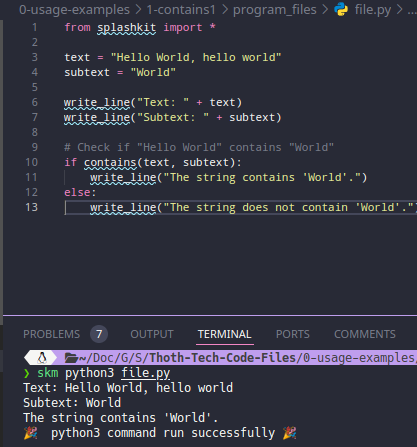 0-usage-examples > 1-contains1 > program_files > file.py > ...
1 from splashkit import *
2
3 text = "Hello World, hello world"
4 subtext = "World"
5
6 write_line("Text: " + text)
7 write_line("Subtext: " + subtext)
8
9 # Check if "Hello World" contains "World"
10 if contains(text, subtext):
11 write_line("The string contains 'World'.")
12 else:
13 write_line("The string does not contain 'World'.")
PROBLEMS 7 OUTPUT TERMINAL PORTS COMMENTS
~/Doc/G/S/Thoth-Tech-Code-Files/0-usage-examples/
❯ skm python3 file.py
Text: Hello World, hello world
Subtext: World
The string contains 'World'.
🎉 python3 command run successfully 🎉